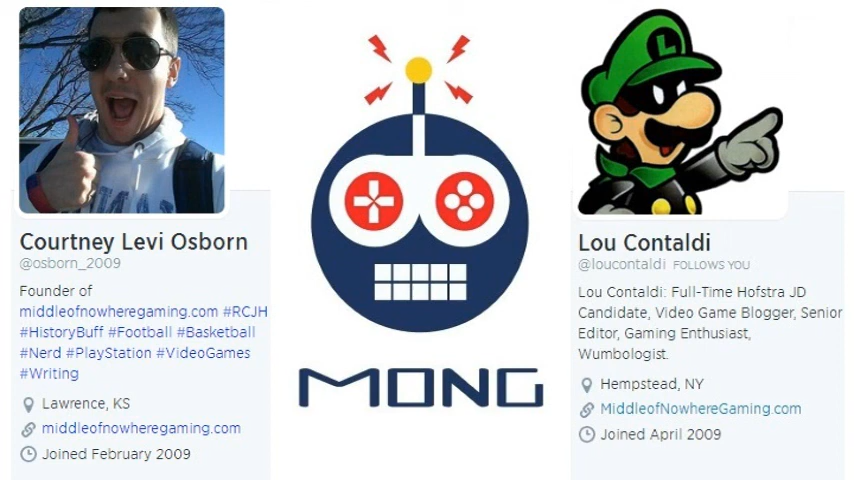 Courtney Levi Osborn
@osborn_2009
Founder of
middleofnowheregaming.com #RCJH
#HistoryBuff #Football #Basketball
#Nerd #PlayStation #VideoGames
#Writing
Lawrence, KS
middleofnowheregaming.com
Joined February 2009
MONG
L
Lou Contaldi
@loucontaldi FOLLOWS YOU
Lou Contaldi: Full-Time Hofstra JD
Candidate, Video Game Blogger, Senior
Editor, Gaming Enthusiast,
Wumbologist.
Hempstead, NY
MiddleofNowhereGaming.com
Joined April 2009